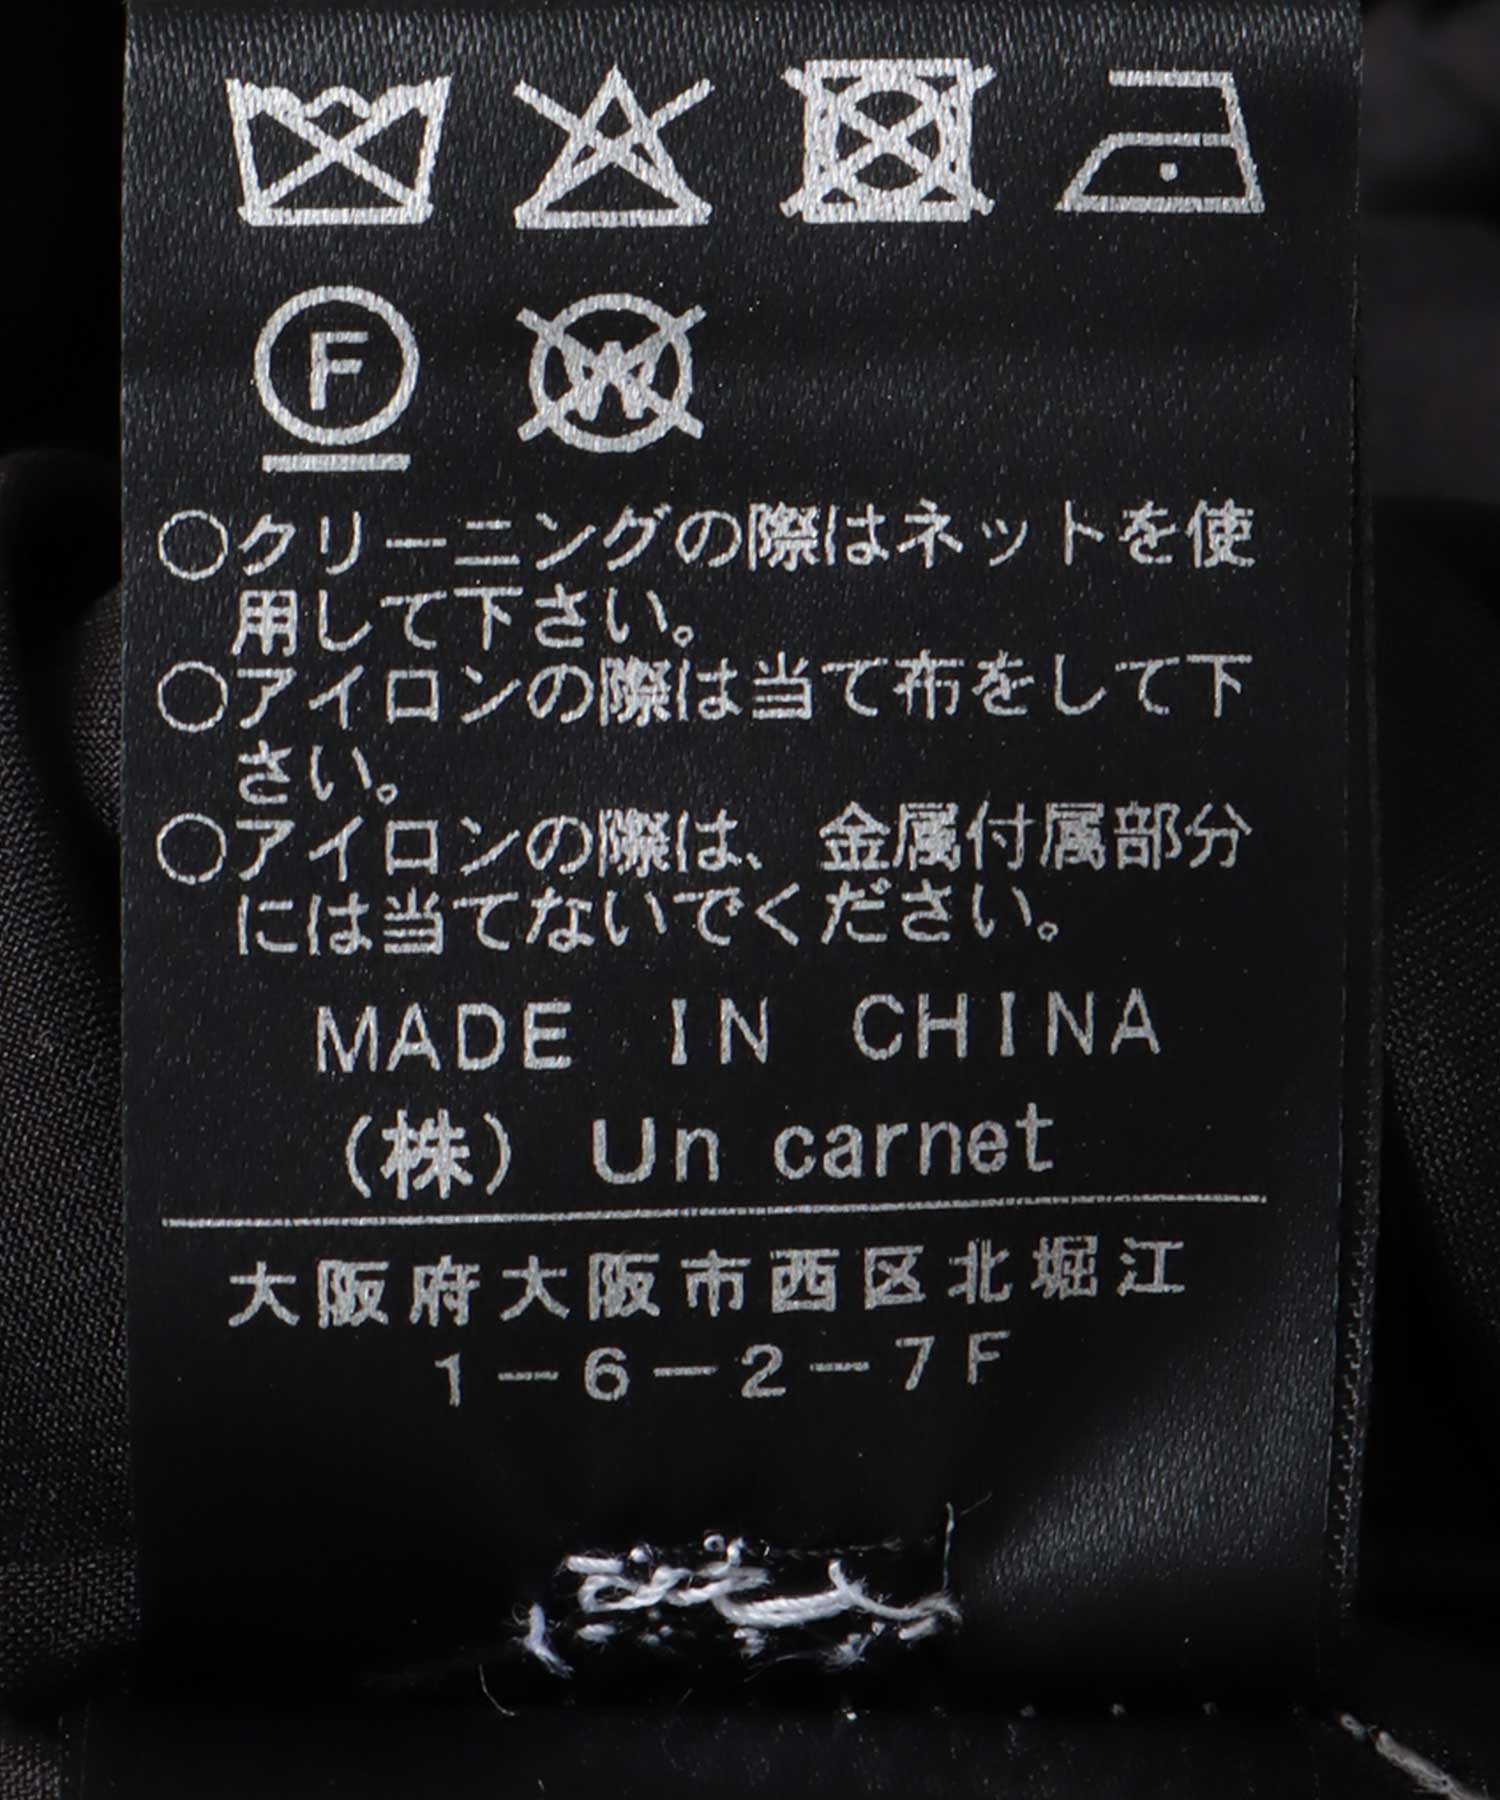 F
W
○クリーニングの際はネットを使
用して下さい。
○アイロンの際は当て布をして下
さい。
○アイロンの際は、金属付属部分
には当てないでください。
MADE IN CHINA
(株) Un carnet
大阪府大阪市西区北堀江
1-6-2-7F